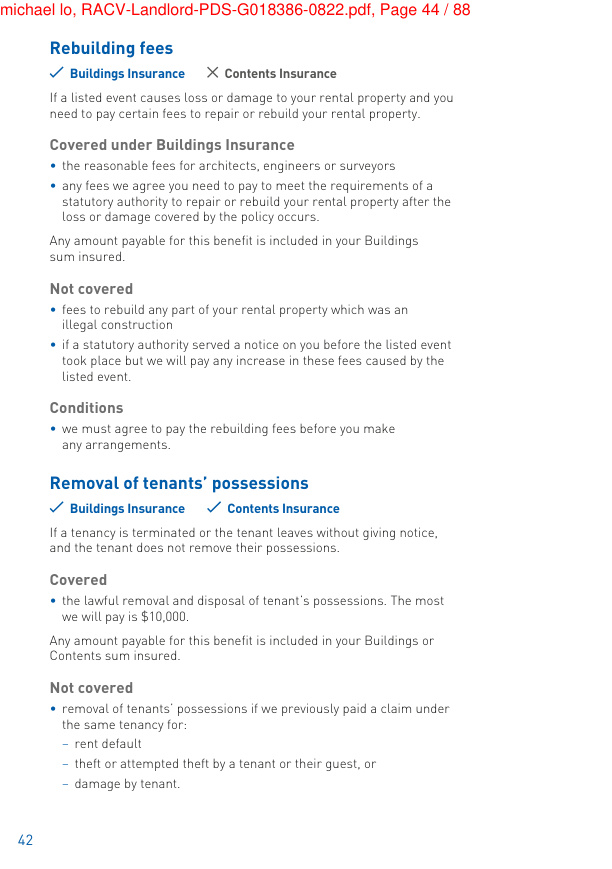 michael lo, RACV-Landlord-PDS-G018386-0822.pdf, Page 44 / 88
Rebuilding fees
✓ Buildings Insurance ✕ Contents Insurance
If a listed event causes loss or damage to your rental property and you
need to pay certain fees to repair or rebuild your rental property.
Covered under Buildings Insurance
• the reasonable fees for architects, engineers or surveyors
• any fees we agree you need to pay to meet the requirements of a
statutory authority to repair or rebuild your rental property after the
loss or damage covered by the policy occurs.
Any amount payable for this benefit is included in your Buildings
sum insured.
Not covered
• fees to rebuild any part of your rental property which was an
illegal construction
• if a statutory authority served a notice on you before the listed event
took place but we will pay any increase in these fees caused by the
listed event.
Conditions
• we must agree to pay the rebuilding fees before you make
any arrangements.
Removal of tenants’ possessions
✓ Buildings Insurance ✓ Contents Insurance
If a tenancy is terminated or the tenant leaves without giving notice,
and the tenant does not remove their possessions.
Covered
• the lawful removal and disposal of tenant’s possessions. The most
we will pay is $10,000.
Any amount payable for this benefit is included in your Buildings or
Contents sum insured.
Not covered
• removal of tenants’ possessions if we previously paid a claim under
the same tenancy for:
– rent default
– theft or attempted theft by a tenant or their guest, or
– damage by tenant.
42